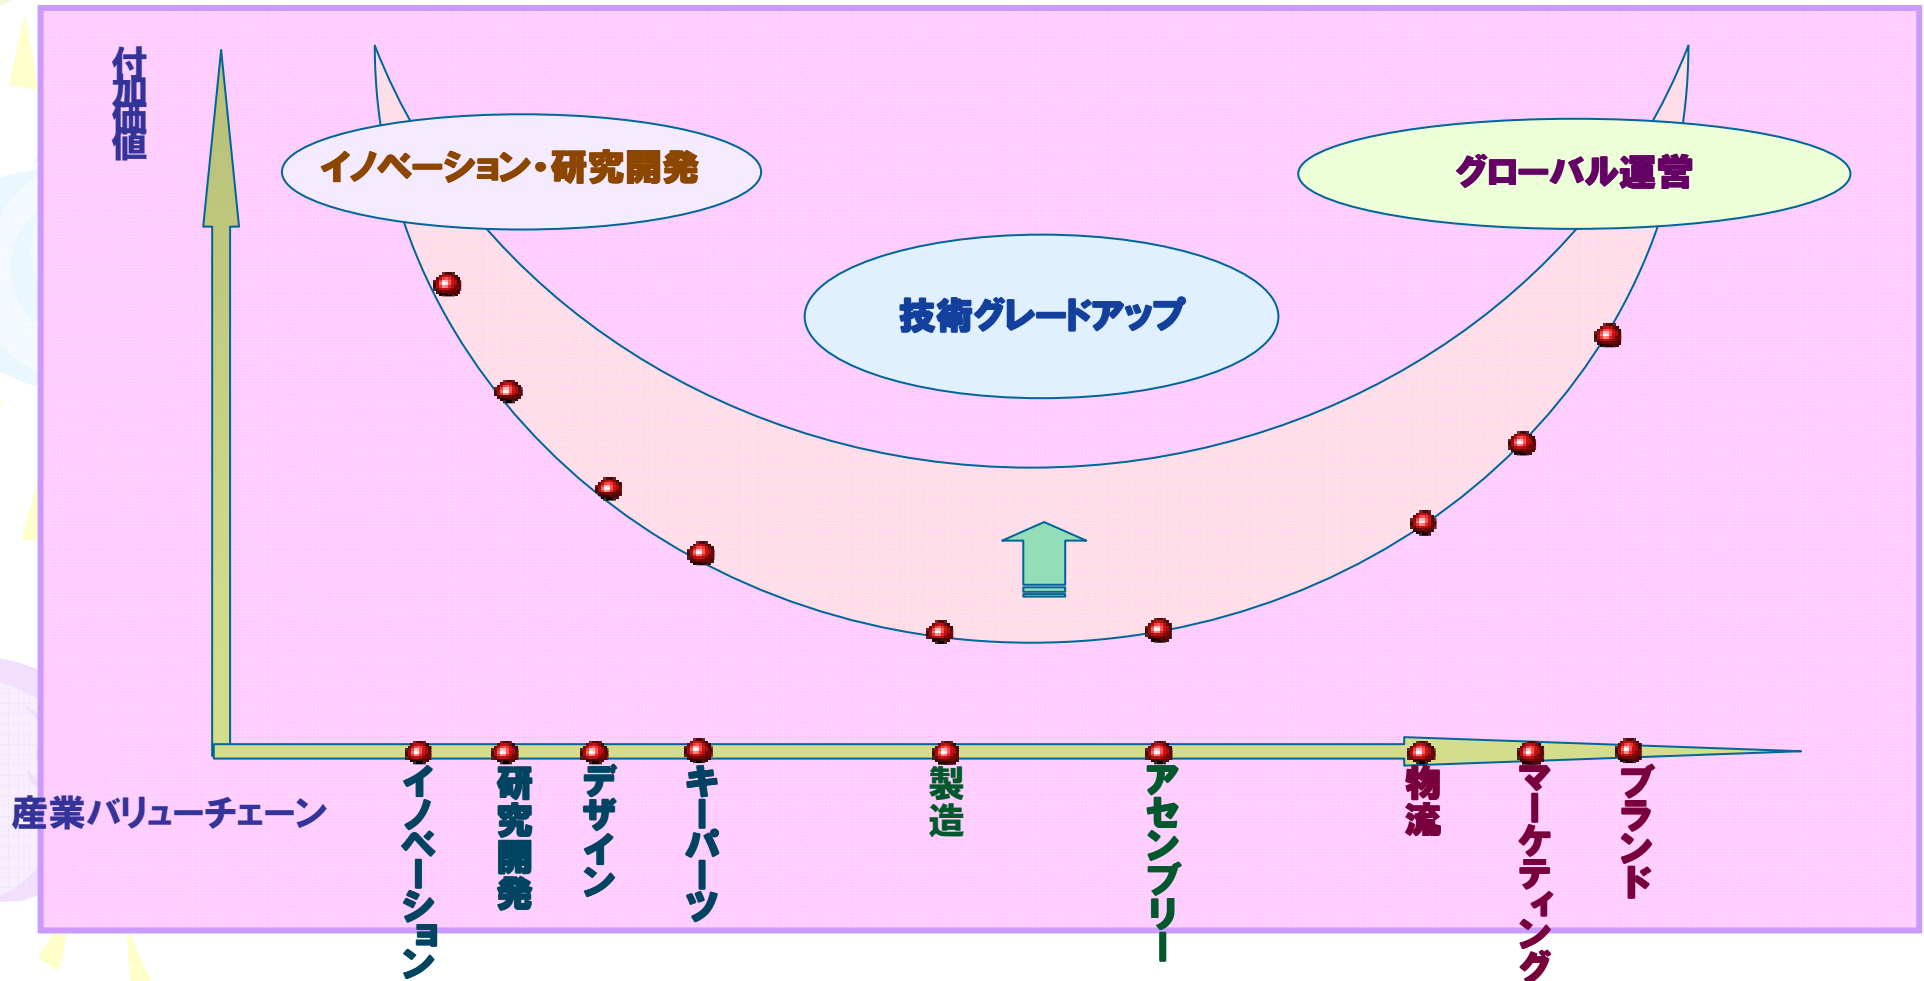 付加価値
イノベーション・研究開発
グローバル運営
技術グレードアップ
産業バリューチェーン
イノベーション
研究開発
デザイン
キーパーツ
製造
アセンブリー
物流
マーケティング
ブランド